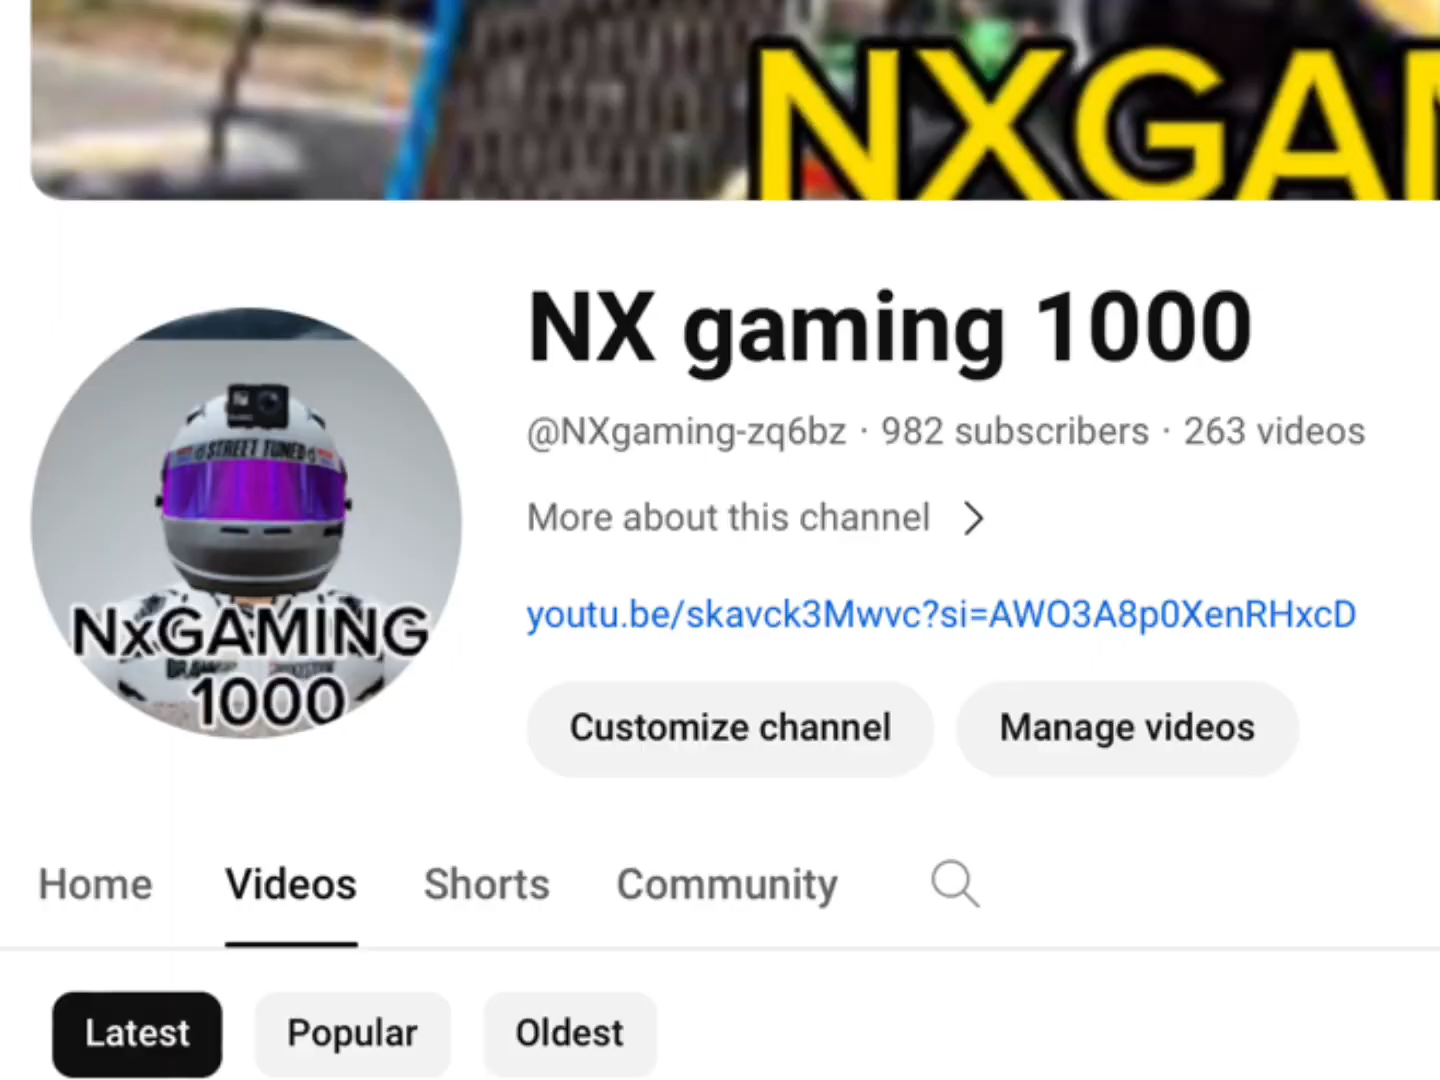 NXGAM
NX gaming 1000
@NXgaming-zq6bz · 982 subscribers · 263 videos
More about this channel
youtu.be/skavck3Mwvc?si=AWO3A8p0XenRHxcD
Customize channel
Manage videos
STREET TUNED
NxGAMING
1000
Home
Videos
Shorts
Community
Latest
Popular
Oldest